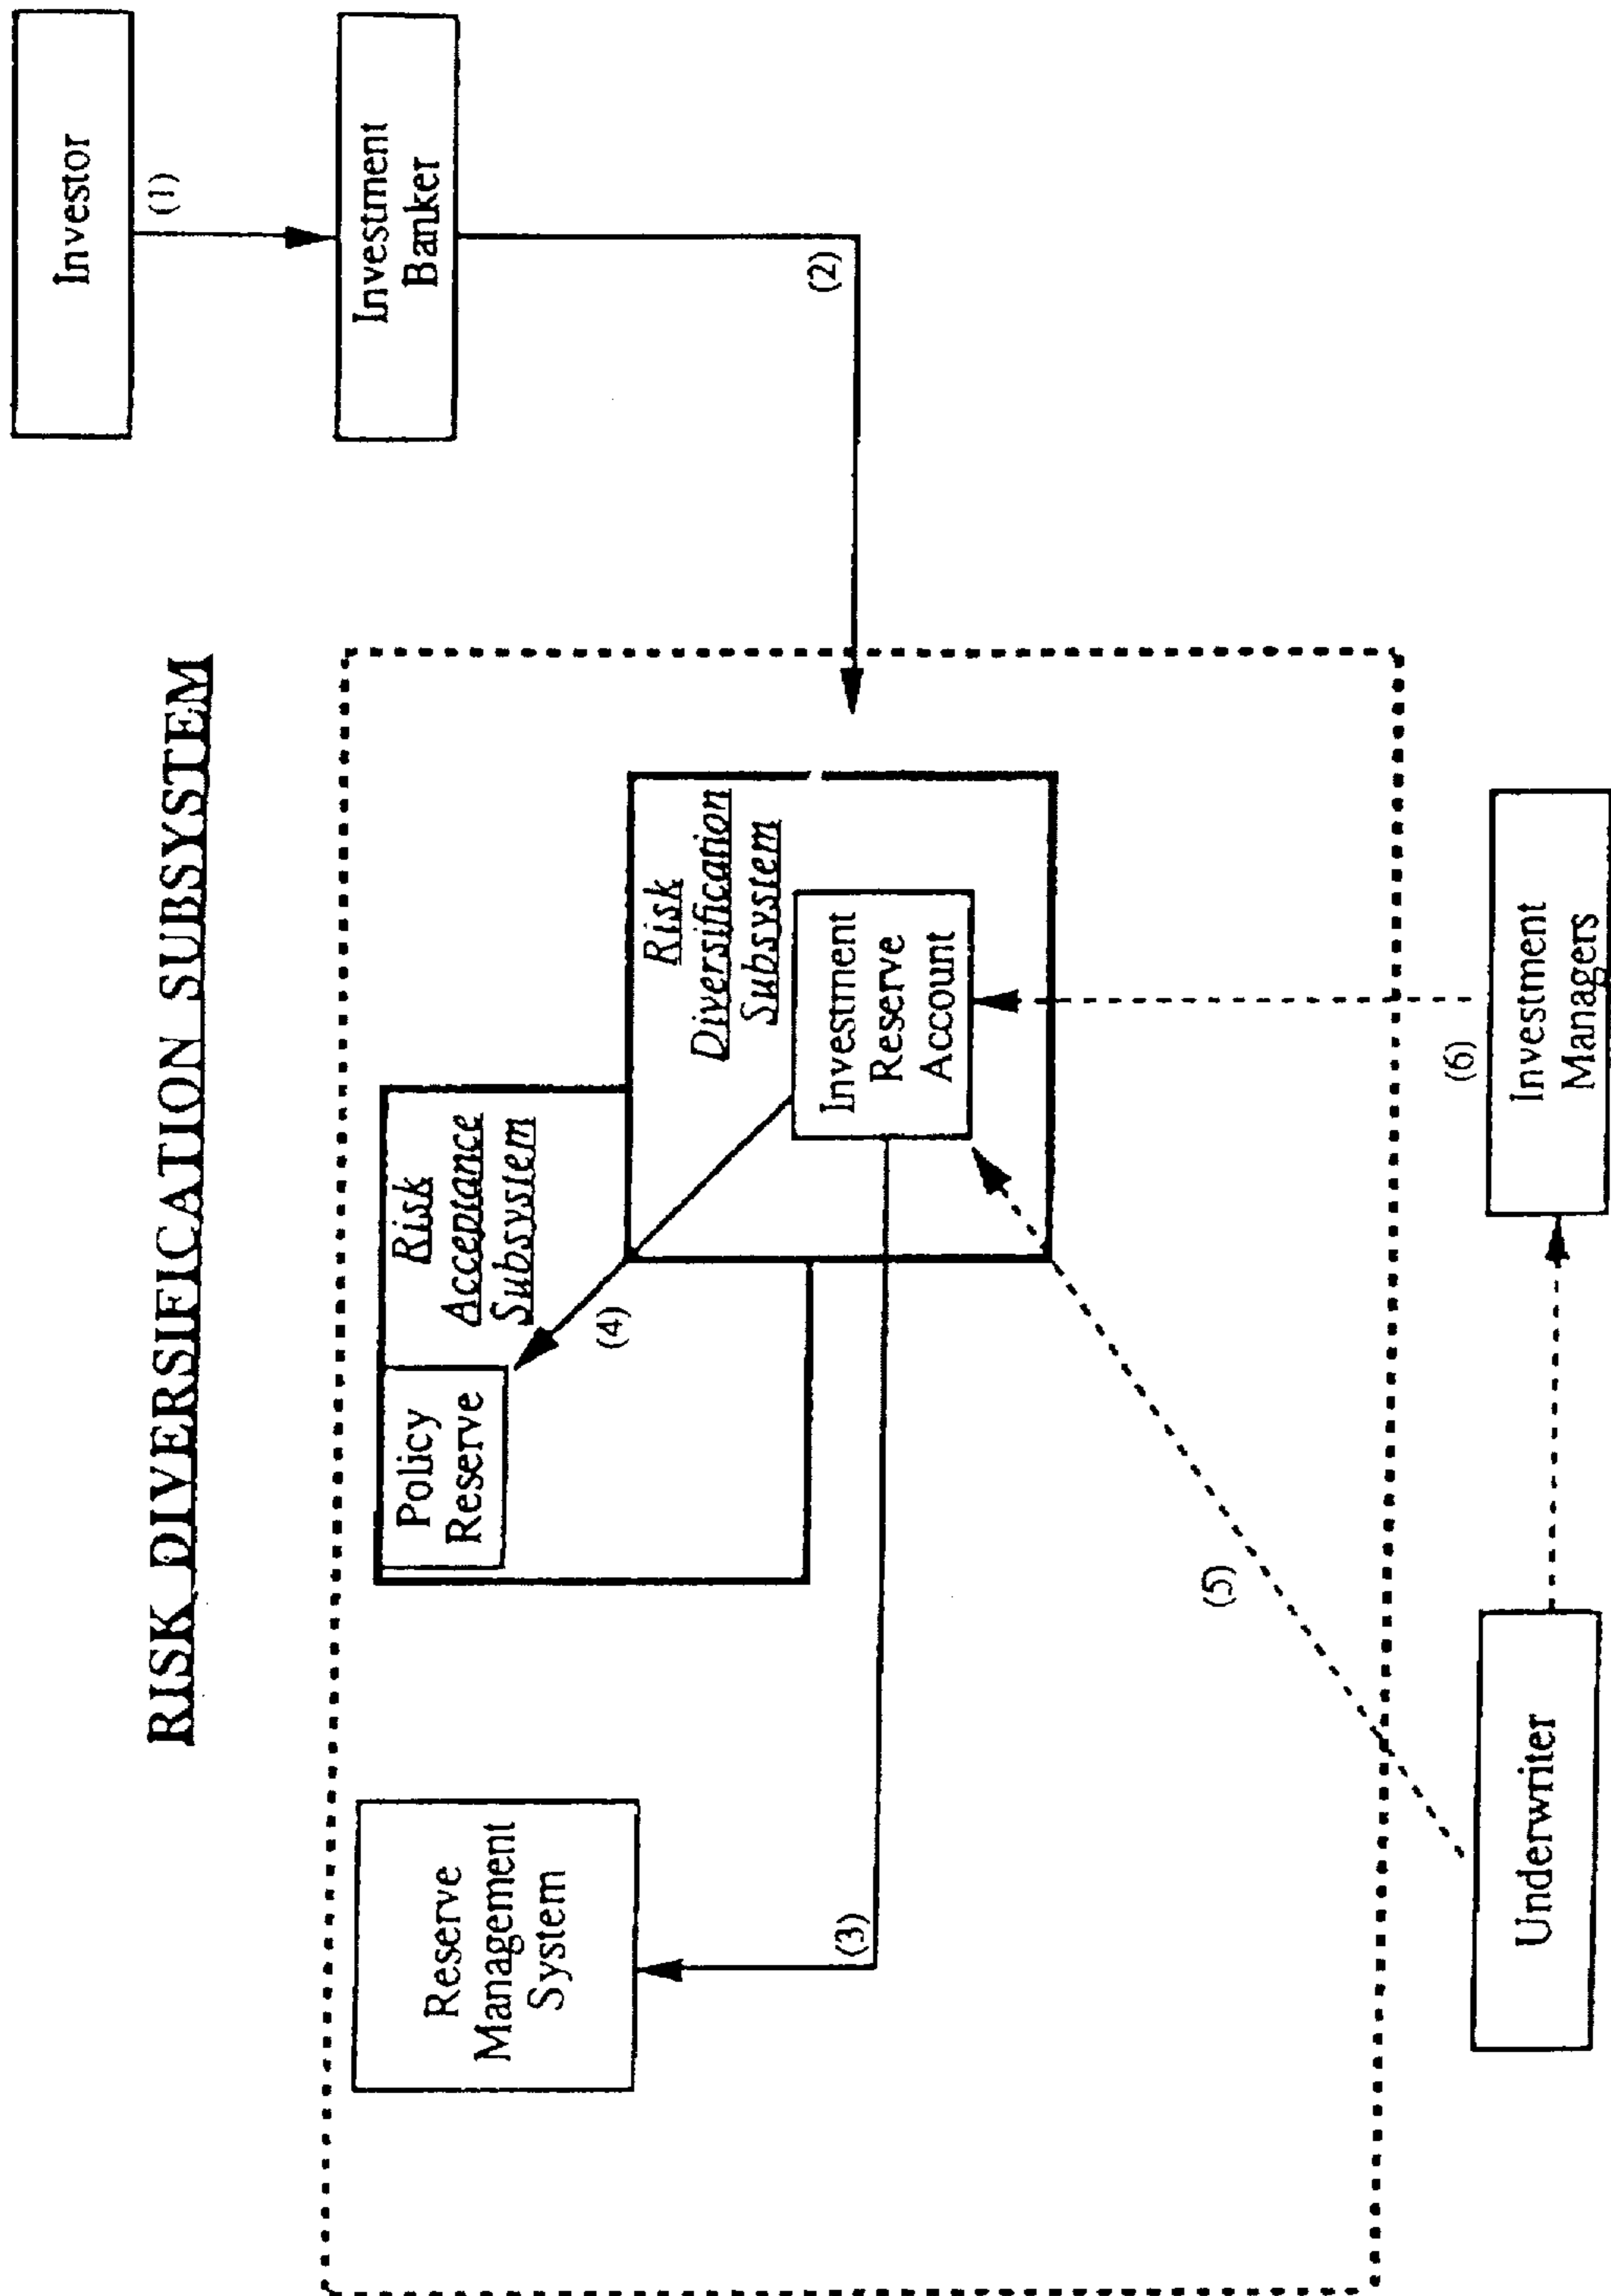 RISK DIVERSIFICATION SUBSYSTEM
Investor
(1)
Investment
Banker
(2)
Risk
Acceptance
Subsystem
Policy
Reserve
(4)
Risk
Diversification
Subsystem
Investment
Reserve
Account
Reserve
Management
System
(3)
(5)
(6)
Underwriter
Investment
Managers